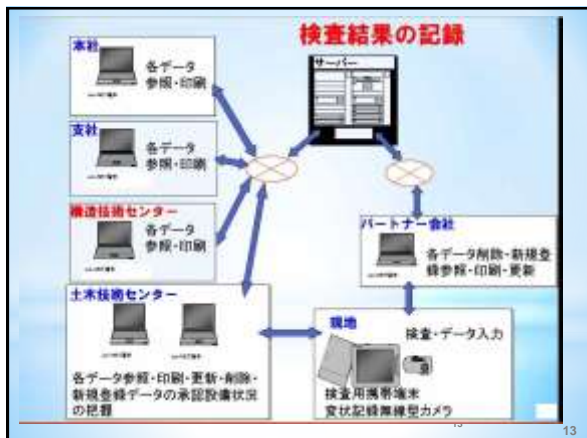 検査結果の記録
本社
各データ
参照・印刷
サーバー
支社
各データ
参照・印刷
構造技術センター
各データ
参照・印刷
パートナー会社
各データ削除・新規登
録参照・印刷・更新
土木技術センター
各データ参照・印刷・更新・削除・
新規登録データの承認設備状況
の把握
現地
検査・データ入力
検査用携帯端末
変状記録無線型カメラ
13
13